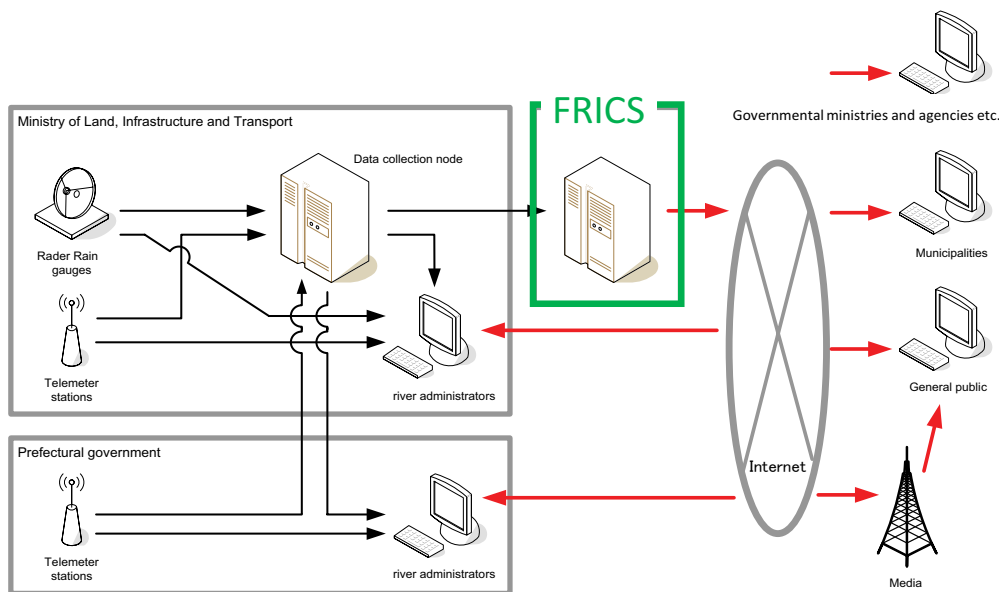 FRICS
Governmental ministries and agencies etc.
Ministry of Land, Infrastructure and Transport
Data collection node
Rader Rain
gauges
Municipalities
Telemeter
stations
river administrators
General public
Prefectural government
Internet
Telemeter
stations
river administrators
Media